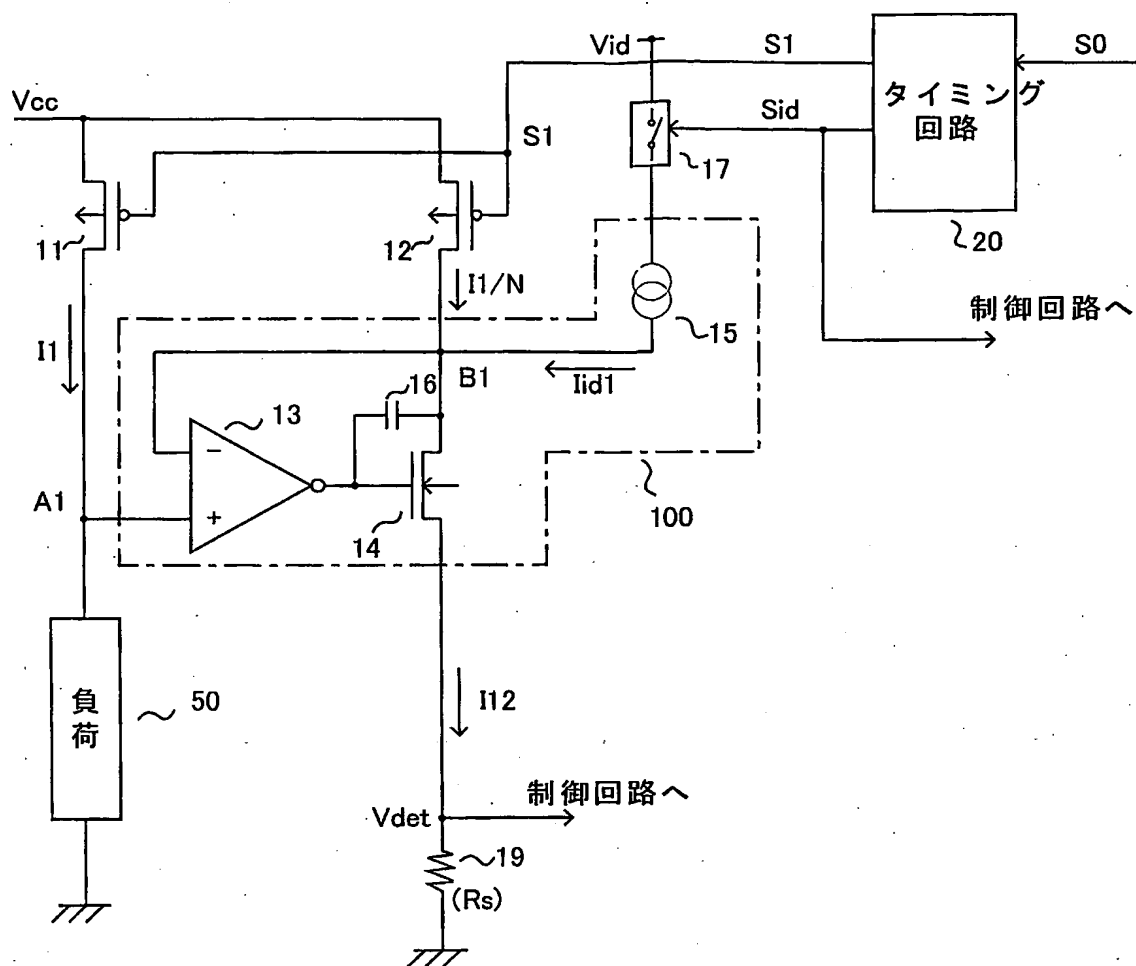 Vid
S1
S0
Vcc
タイミング
回路
Sid
S1
17
11
12
20
I1/N
制御回路へ
15
I1
16
B1
Iid1
13
−
A1
+
14
100
負
荷
50
I12
制御回路へ
Vdet
19
(Rs)